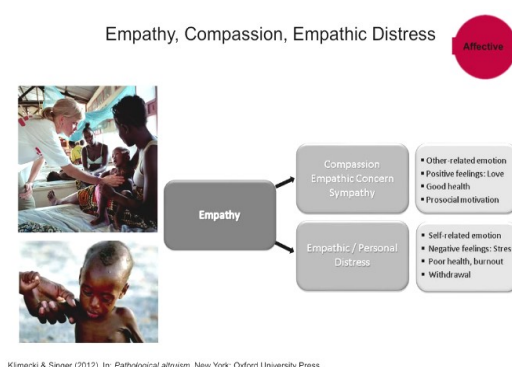 Empathy, Compassion, Empathic Distress
Affective
Empathy
Compassion
Empathic Concern
Sympathy
▪ Other-related emotion
▪ Positive feelings: Love
▪ Good health
▪ Prosocial motivation
Empathic / Personal
Distress
▪ Self-related emotion
▪ Negative feelings: Stres
▪ Poor health, burnout
▪ Withdrawal
Klimecki & Singer (2012). In: Pathological altruism. New York: Oxford University Press